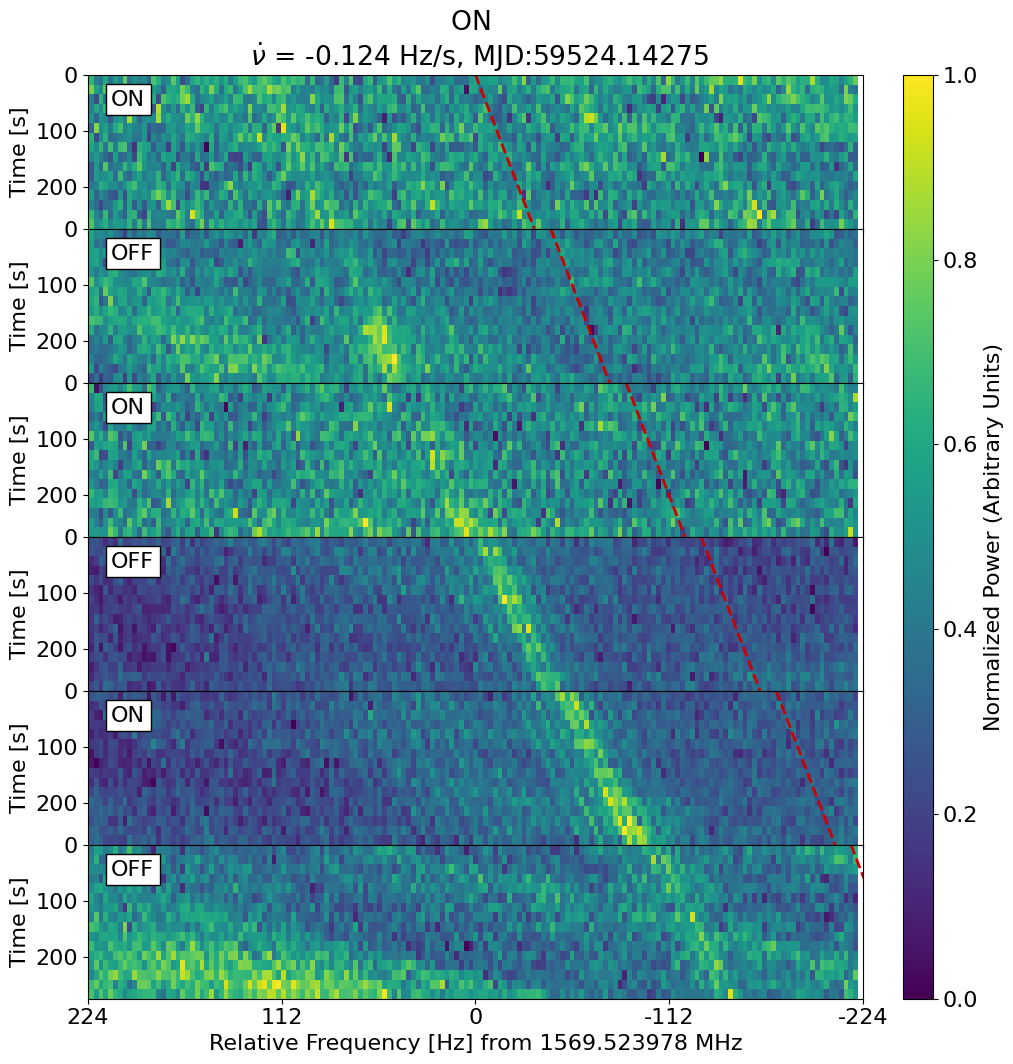 ON
ν̇ = -0.124 Hz/s, MJD:59524.14275
0
100
200
Time [s]
ON
0
100
200
Time [s]
OFF
0
100
200
Time [s]
ON
0
100
200
Time [s]
OFF
0
100
200
Time [s]
ON
0
100
200
Time [s]
OFF
224 112 0 -112 -224
Relative Frequency [Hz] from 1569.523978 MHz
1.0
0.8
0.6
0.4
0.2
0.0
Normalized Power (Arbitrary Units)